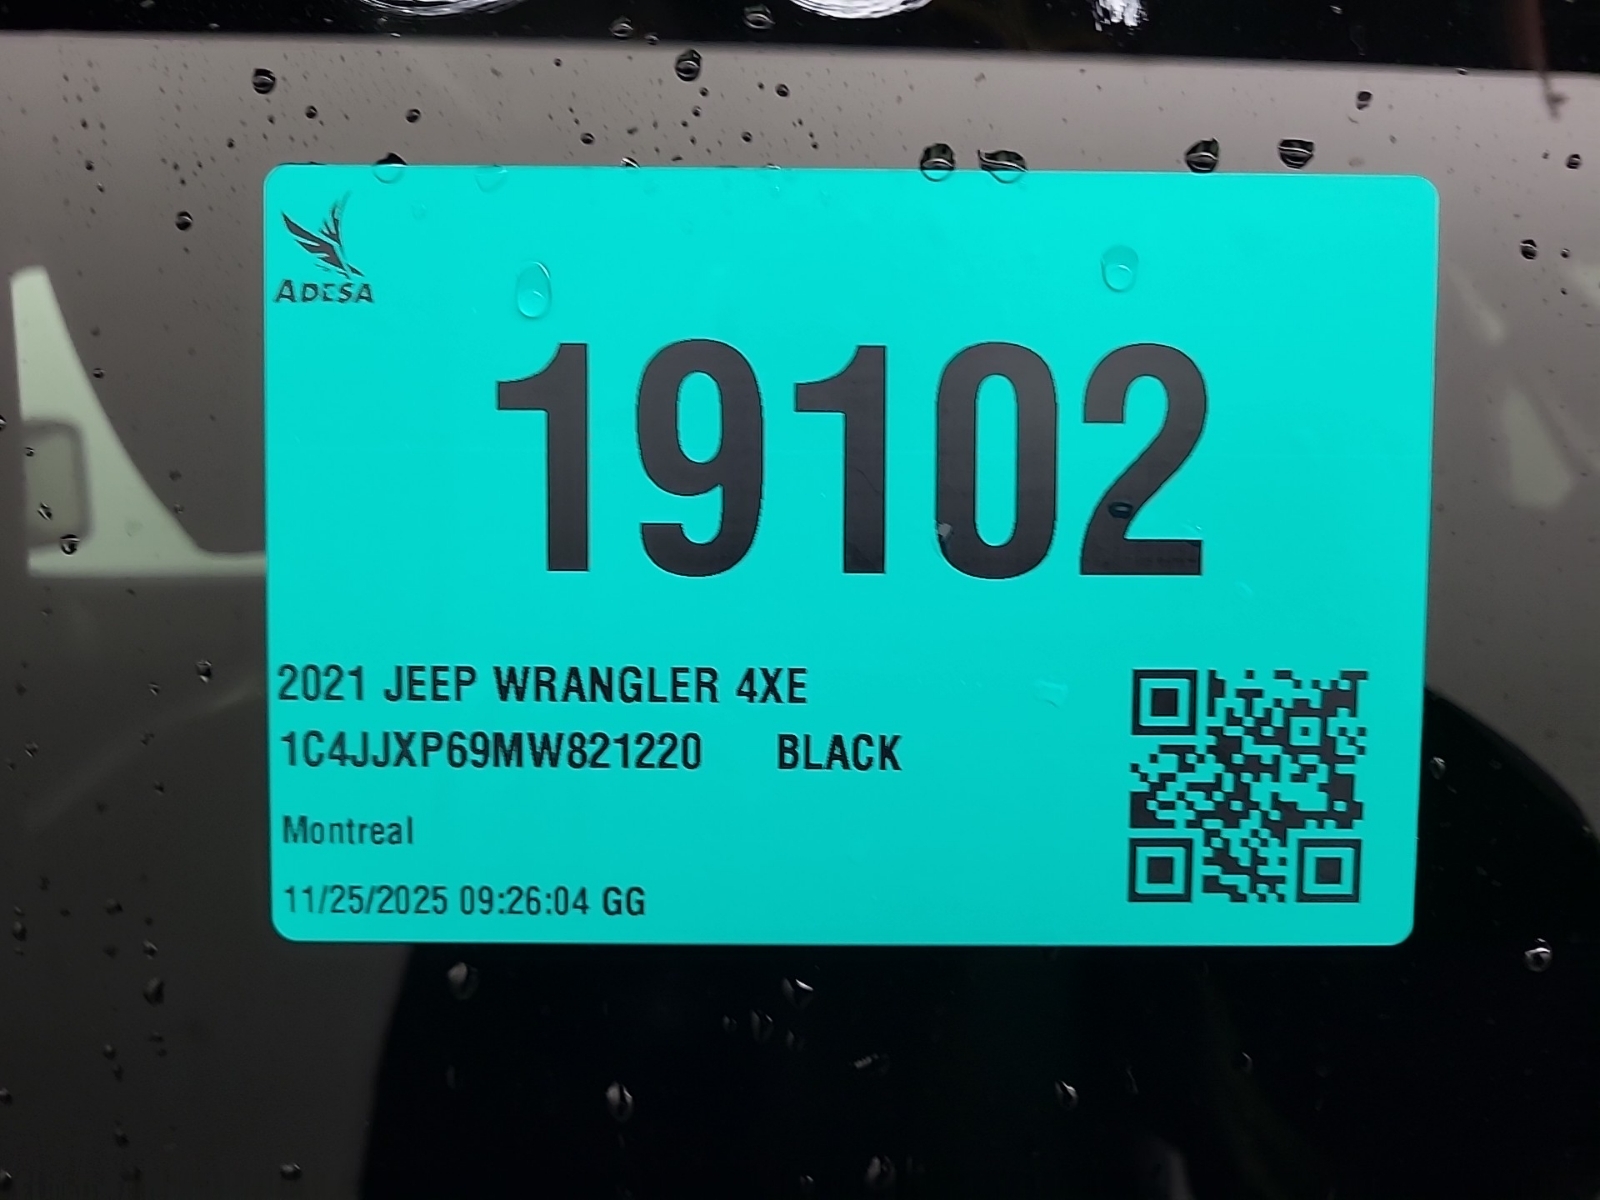 ADESA
19102
2021 JEEP WRANGLER 4XE
1C4JJXP69MW821220 BLACK
Montreal
11/25/2025 09:26:04 GG